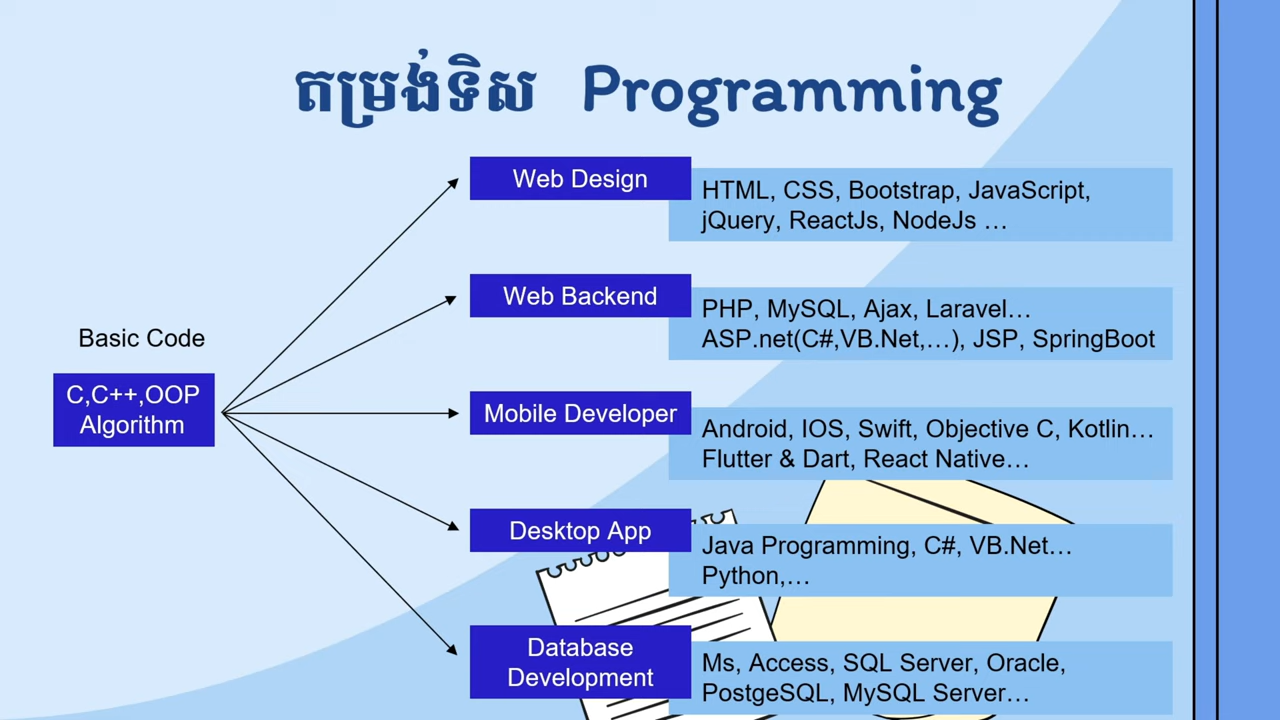 តម្រង់ទិស Programming
Basic Code
C,C++,OOP
Algorithm
Web Design
HTML, CSS, Bootstrap, JavaScript,
jQuery, ReactJs, NodeJs …
Web Backend
PHP, MySQL, Ajax, Laravel…
ASP.net(C#,VB.Net,…), JSP, SpringBoot
Mobile Developer
Android, IOS, Swift, Objective C, Kotlin…
Flutter & Dart, React Native…
Desktop App
Java Programming, C#, VB.Net…
Python,…
Database
Development
Ms, Access, SQL Server, Oracle,
PostgeSQL, MySQL Server…